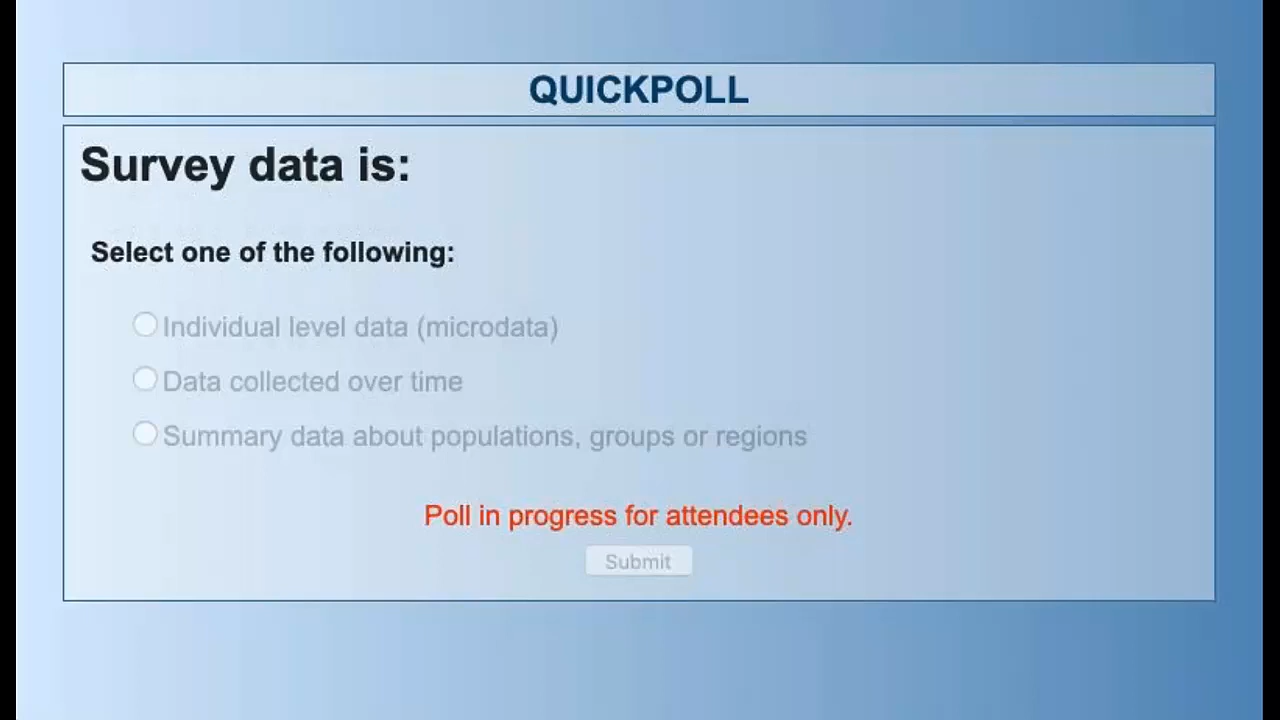 QUICKPOLL
Survey data is:
Select one of the following:
Individual level data (microdata)
Data collected over time
Summary data about populations, groups or regions
Poll in progress for attendees only.
Submit